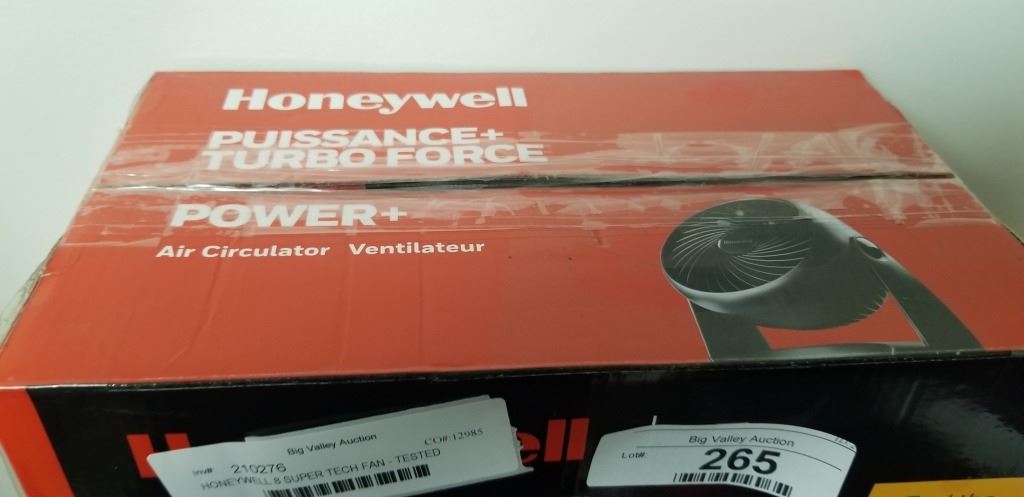 Honeywell
PUISSANCE+
TURBO FORCE
POWER+
Air Circulator Ventilateur
Honeywell
Big Valley Auction CO#:12985
Inv#: 210276
HONEYWELL 8 SUPER TECH FAN - TESTED
Big Valley Auction
Lot#: 265